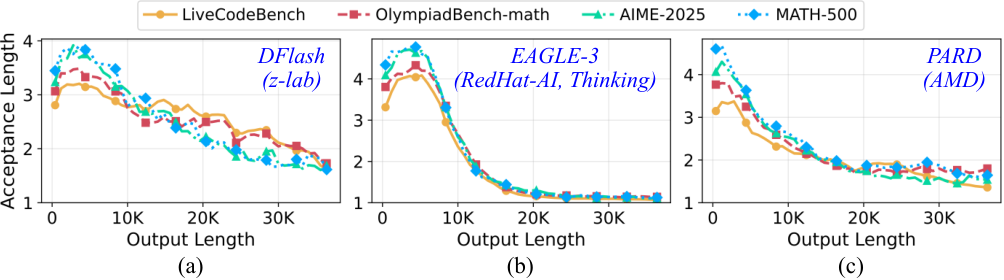 LiveCodeBench OlympiadBench-math AIME-2025 MATH-500
Acceptance Length
4
3
2
1
DFlash
(z-lab)
0 10K 20K 30K
Output Length
(a)
4
3
2
1
EAGLE-3
(RedHat-AI, Thinking)
0 10K 20K 30K
Output Length
(b)
4
3
2
1
PARD
(AMD)
0 10K 20K 30K
Output Length
(c)